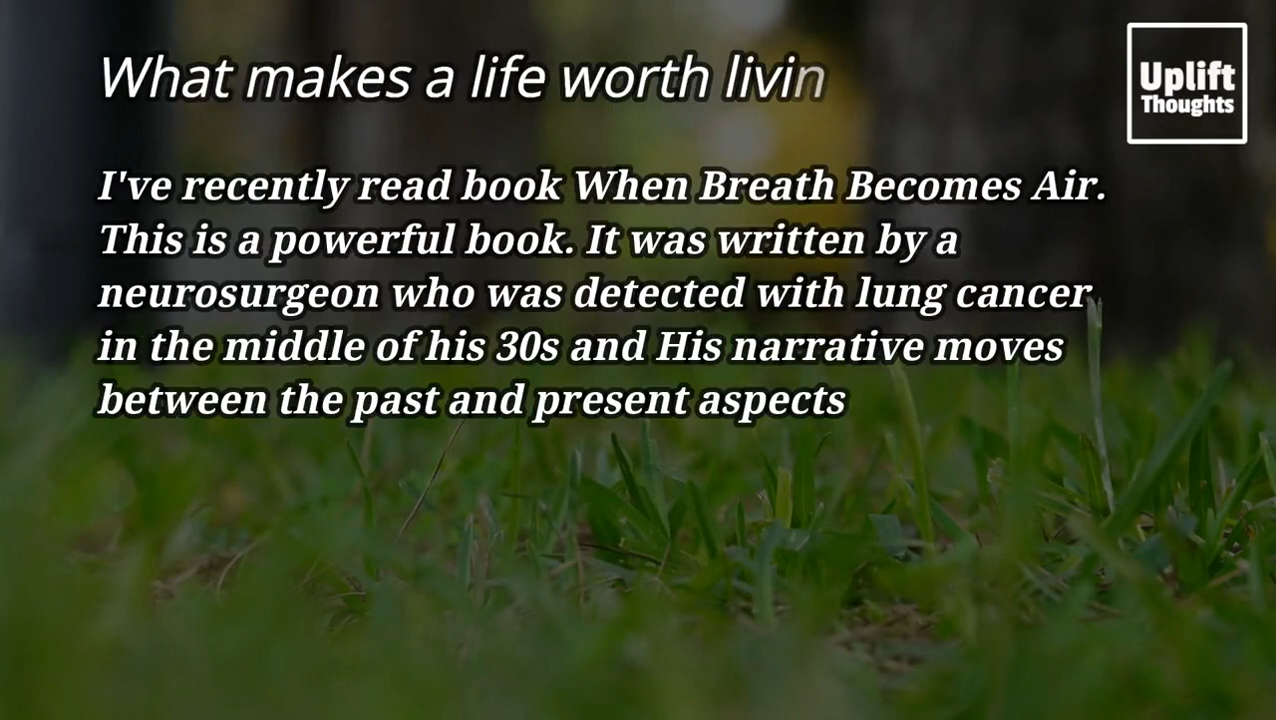 What makes a life worth livin
Uplift
Thoughts
I've recently read book When Breath Becomes Air.
This is a powerful book. It was written by a
neurosurgeon who was detected with lung cancer
in the middle of his 30s and His narrative moves
between the past and present aspects